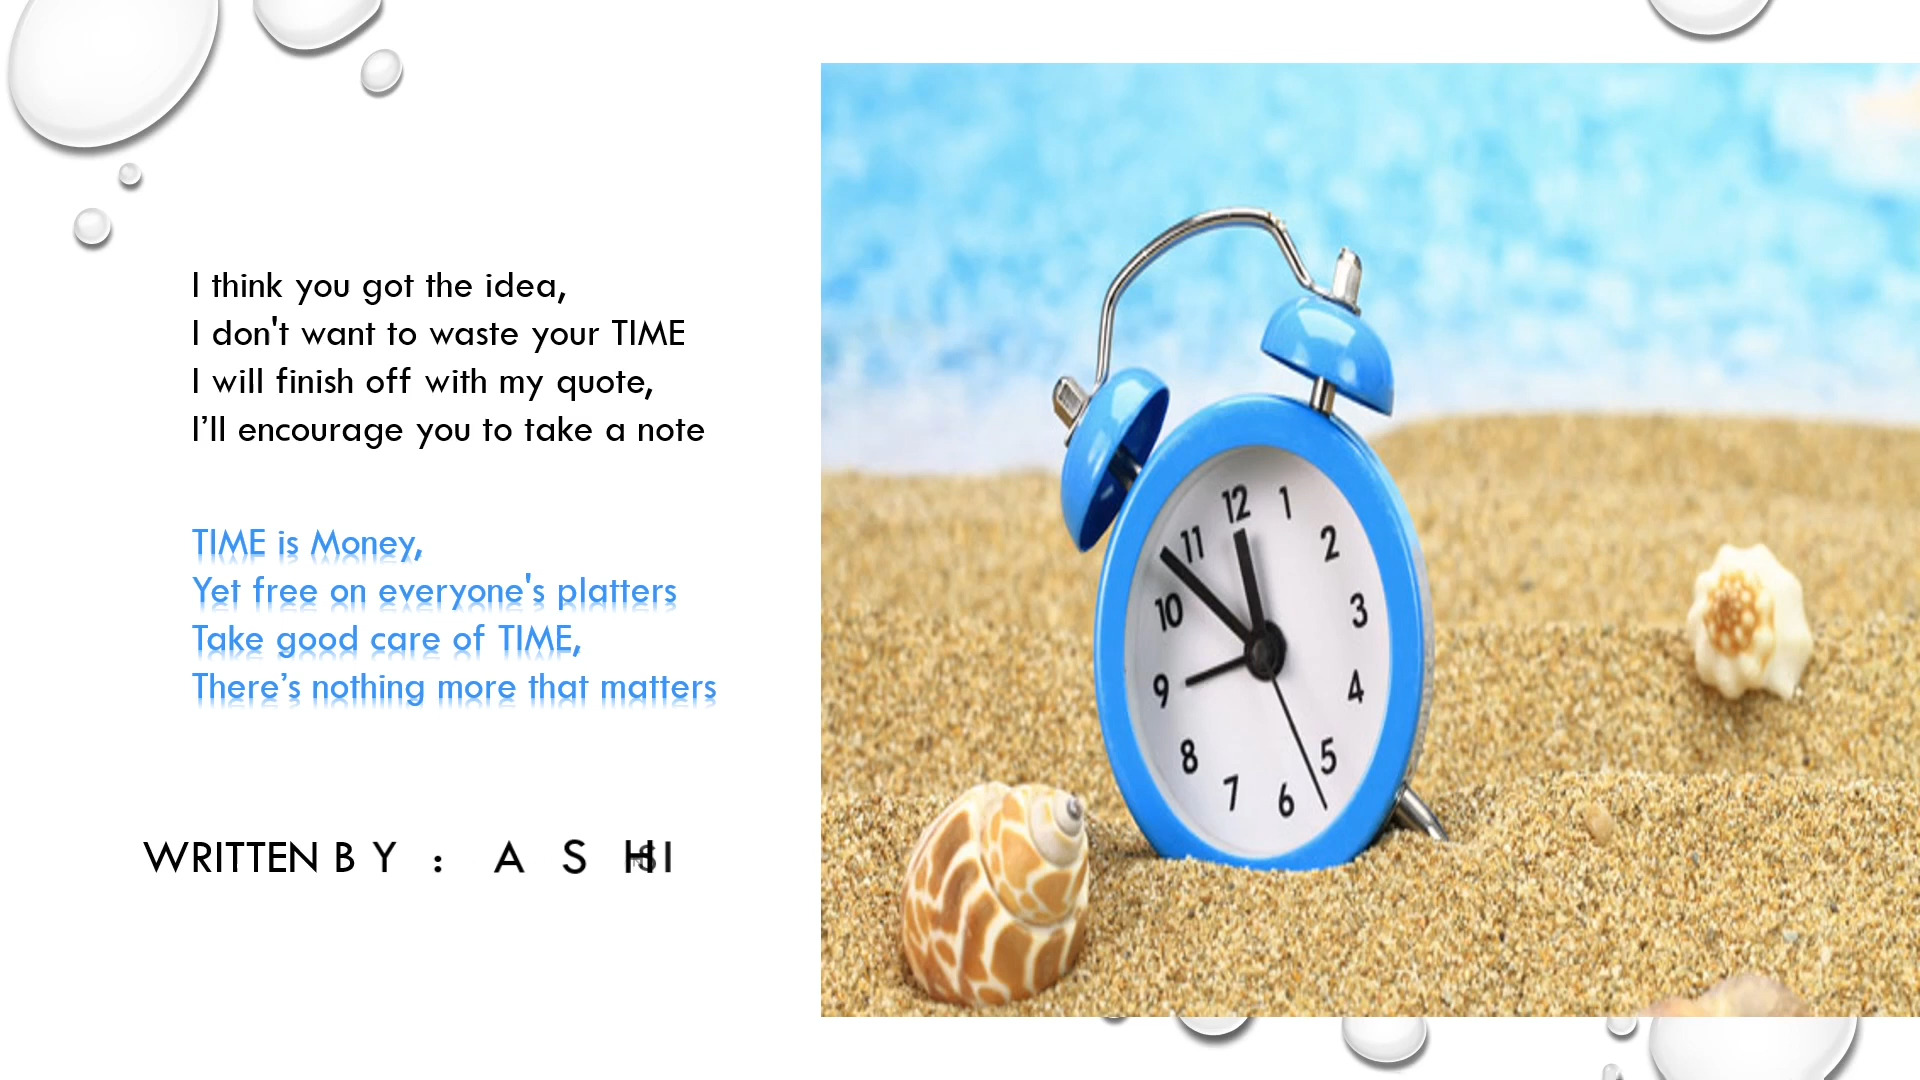 I think you got the idea,
I don't want to waste your TIME
I will finish off with my quote,
I’ll encourage you to take a note
TIME is Money,
Yet free on everyone's platters
Take good care of TIME,
There’s nothing more that matters
WRITTEN BY :
12
1
2
3
4
5
6
7
8
9
10
11